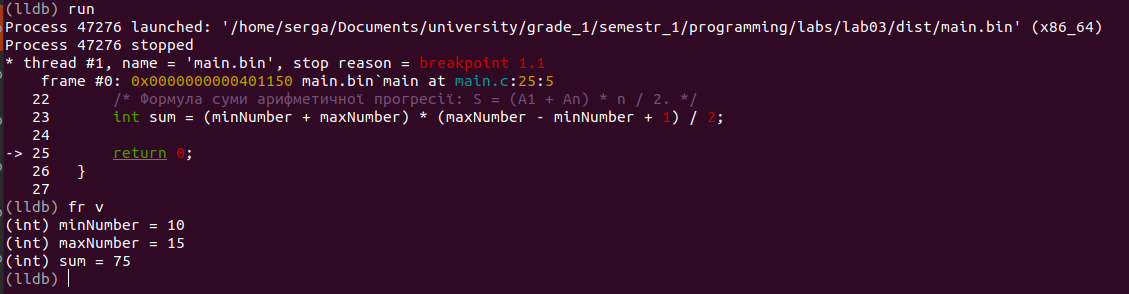 (lldb) run
Process 47276 launched: '/home/serga/Documents/university/grade_1/semestr_1/programming/labs/lab03/dist/main.bin' (x86_64)
Process 47276 stopped
* thread #1, name = 'main.bin', stop reason = breakpoint 1.1
    frame #0: 0x0000000000401150 main.bin`main at main.c:25:5
   22  	    /* Формула суми арифметичної прогресії: S = (A1 + An) * n / 2. */
   23  	    int sum = (minNumber + maxNumber) * (maxNumber - minNumber + 1) / 2;
   24  	
-> 25  	    return 0;
   26  	}
   27  	
(lldb) fr v
(int) minNumber = 10
(int) maxNumber = 15
(int) sum = 75
(lldb)